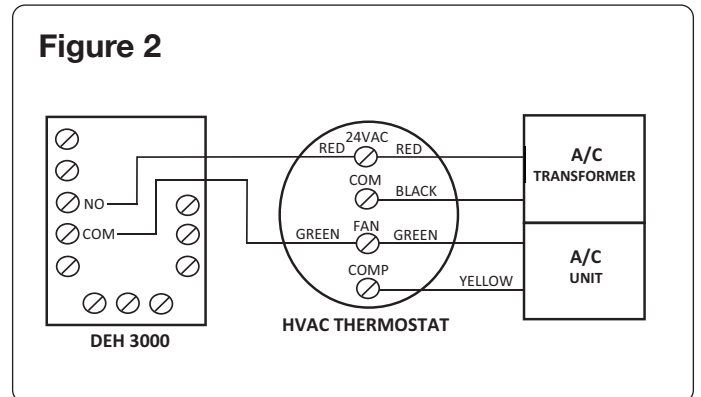 Figure 2
24VAC
RED
RED
A/C
TRANSFORMER
NO
COM
BLACK
COM
GREEN
FAN
GREEN
A/C
UNIT
COMP
YELLOW
HVAC THERMOSTAT
DEH 3000